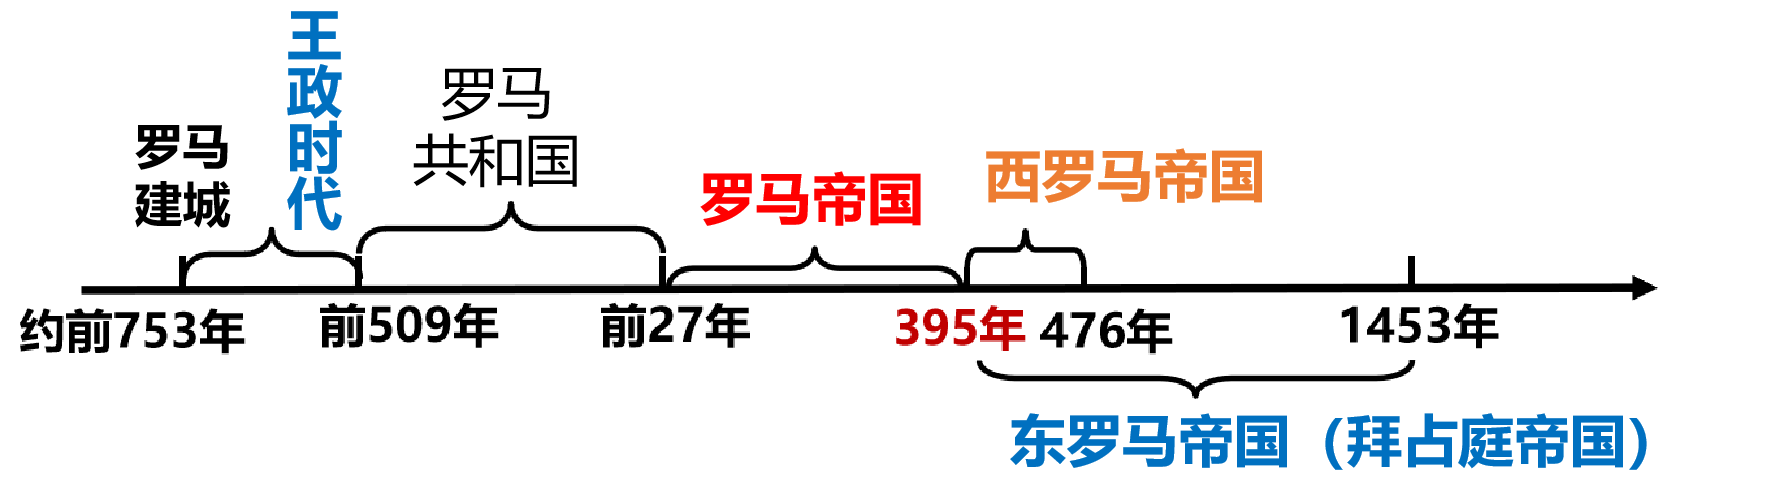 王政时代
罗马
共和国
罗马
建城
罗马帝国
西罗马帝国
约前753年
前509年
前27年
395年
476年
1453年
东罗马帝国（拜占庭帝国）